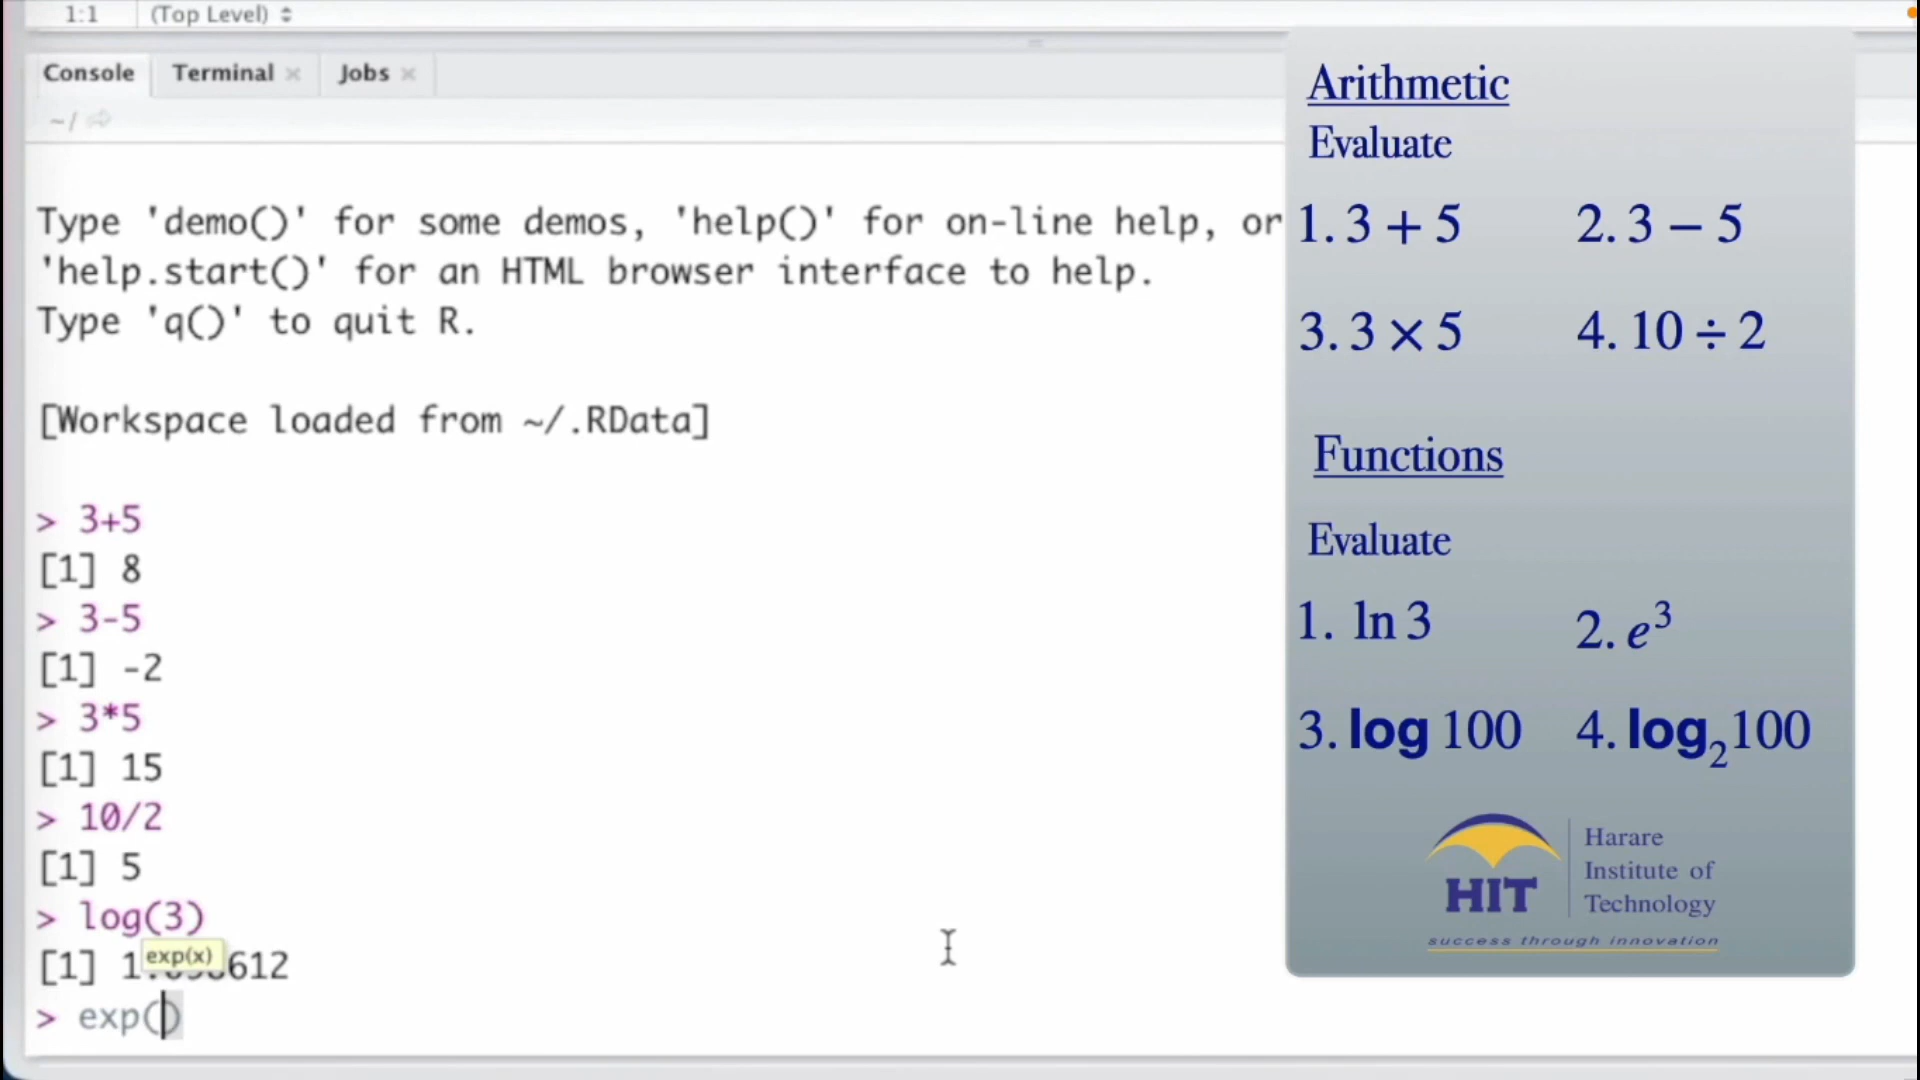 1:1 (Top Level)
Console Terminal Jobs
~/
Type 'demo()' for some demos, 'help()' for on-line help, or
'help.start()' for an HTML browser interface to help.
Type 'q()' to quit R.
[Workspace loaded from ~/.RData]
> 3+5
[1] 8
> 3-5
[1] -2
> 3*5
[1] 15
> 10/2
[1] 5
> log(3)
exp(x)
[1] 1.098612
> exp()
Arithmetic
Evaluate
1. 3 + 5 2. 3 − 5
3. 3 × 5 4. 10 ÷ 2
Functions
Evaluate
1. ln 3 2. e³
3. log 100 4. log₂100
HIT
Harare
Institute of
Technology
success through innovation